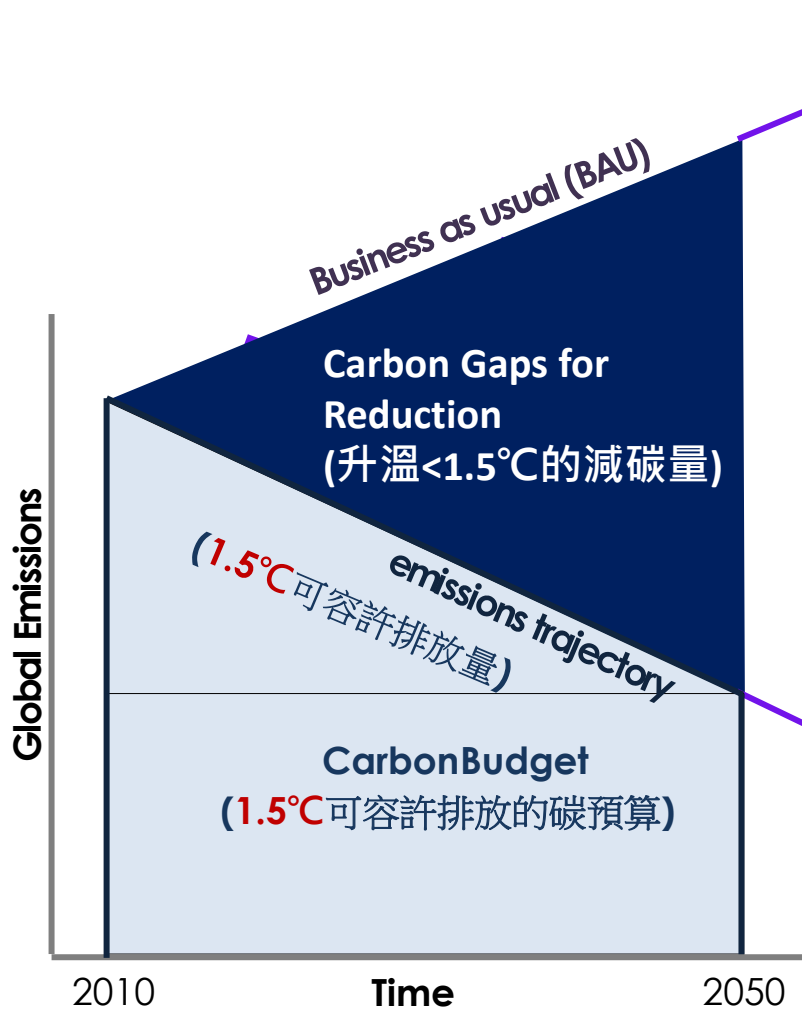 Business as usual (BAU)
Carbon Gaps for
Reduction
(升溫<1.5℃的減碳量)
emissions trajectory
(1.5℃可容許排放量)
CarbonBudget
(1.5℃可容許排放的碳預算)
Global Emissions
2010
Time
2050